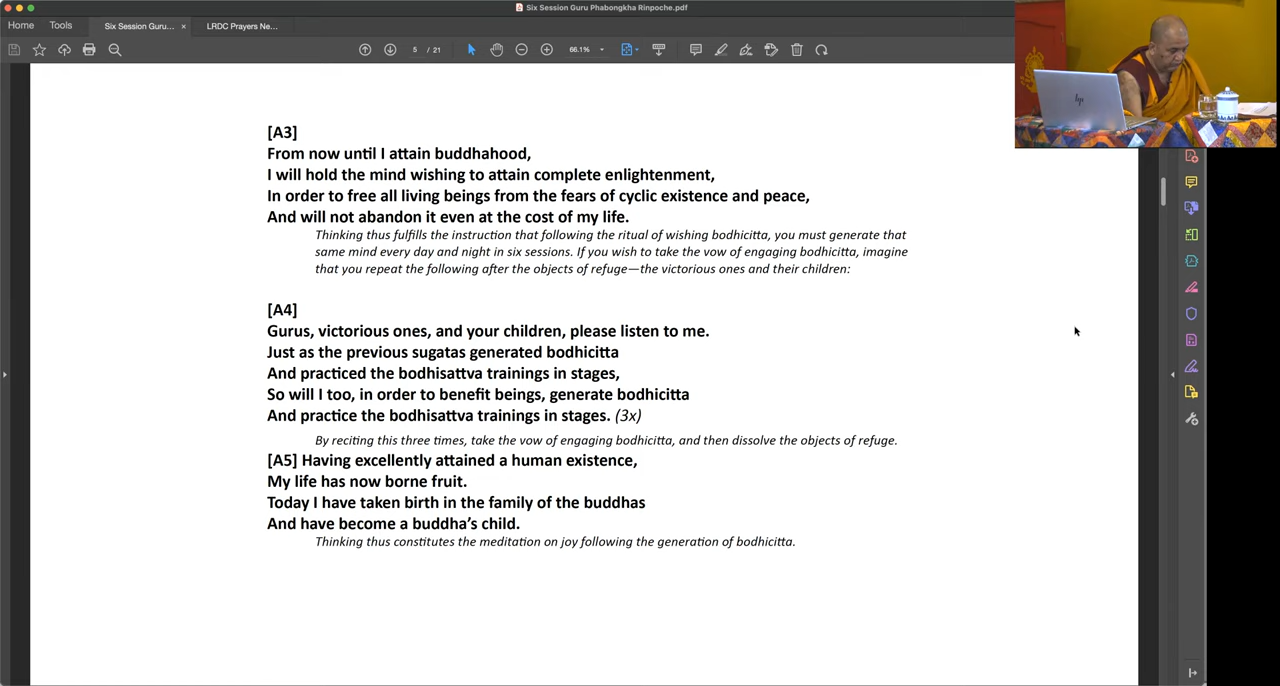 Six Session Guru Phabongkha Rinpoche.pdf
Home
Tools
Six Session Guru...
LRDC Prayers Ne...
5 / 21
66.1%
[A3]
From now until I attain buddhahood,
I will hold the mind wishing to attain complete enlightenment,
In order to free all living beings from the fears of cyclic existence and peace,
And will not abandon it even at the cost of my life.
Thinking thus fulfills the instruction that following the ritual of wishing bodhicitta, you must generate that
same mind every day and night in six sessions. If you wish to take the vow of engaging bodhicitta, imagine
that you repeat the following after the objects of refuge—the victorious ones and their children:
[A4]
Gurus, victorious ones, and your children, please listen to me.
Just as the previous sugatas generated bodhicitta
And practiced the bodhisattva trainings in stages,
So will I too, in order to benefit beings, generate bodhicitta
And practice the bodhisattva trainings in stages. (3x)
By reciting this three times, take the vow of engaging bodhicitta, and then dissolve the objects of refuge.
[A5] Having excellently attained a human existence,
My life has now borne fruit.
Today I have taken birth in the family of the buddhas
And have become a buddha’s child.
Thinking thus constitutes the meditation on joy following the generation of bodhicitta.
hp